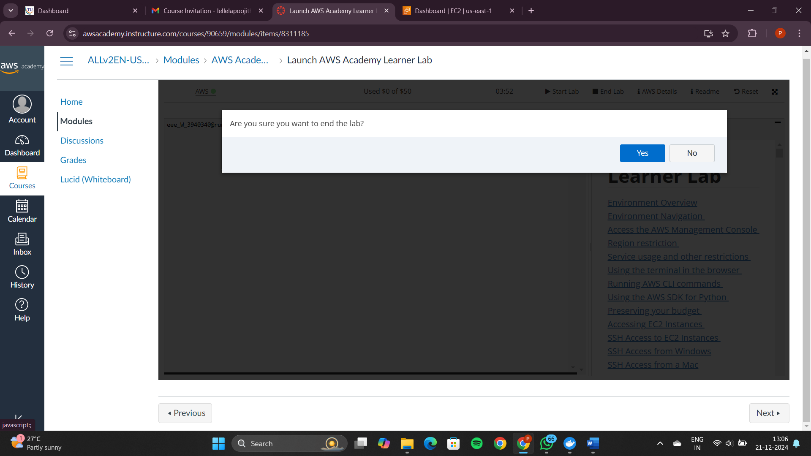 Dashboard
Course Invitation - lellelapoorji
Launch AWS Academy Learner
Dashboard | EC2 | us-east-1
awsacademy.instructure.com/courses/90659/modules/items/8311185
P
aws academy
ALLv2EN-US... > Modules > AWS Acade... > Launch AWS Academy Learner Lab
Account
Dashboard
Courses
Calendar
Inbox
History
Help
Home
Modules
Discussions
Grades
Lucid (Whiteboard)
AWS
Used $0 of $50
03:52
Start Lab
End Lab
AWS Details
Readme
Reset
Are you sure you want to end the lab?
Yes
No
Learner Lab
Environment Overview
Environment Navigation
Access the AWS Management Console
Region restriction
Service usage and other restrictions
Using the terminal in the browser
Running AWS CLI commands
Using the AWS SDK for Python
Preserving your budget
Accessing EC2 Instances
SSH Access to EC2 Instances
SSH Access from Windows
SSH Access from a Mac
◂ Previous
Next ▸
javascript:;
27°C
Partly sunny
Search
ENG
IN
13:06
21-12-2024